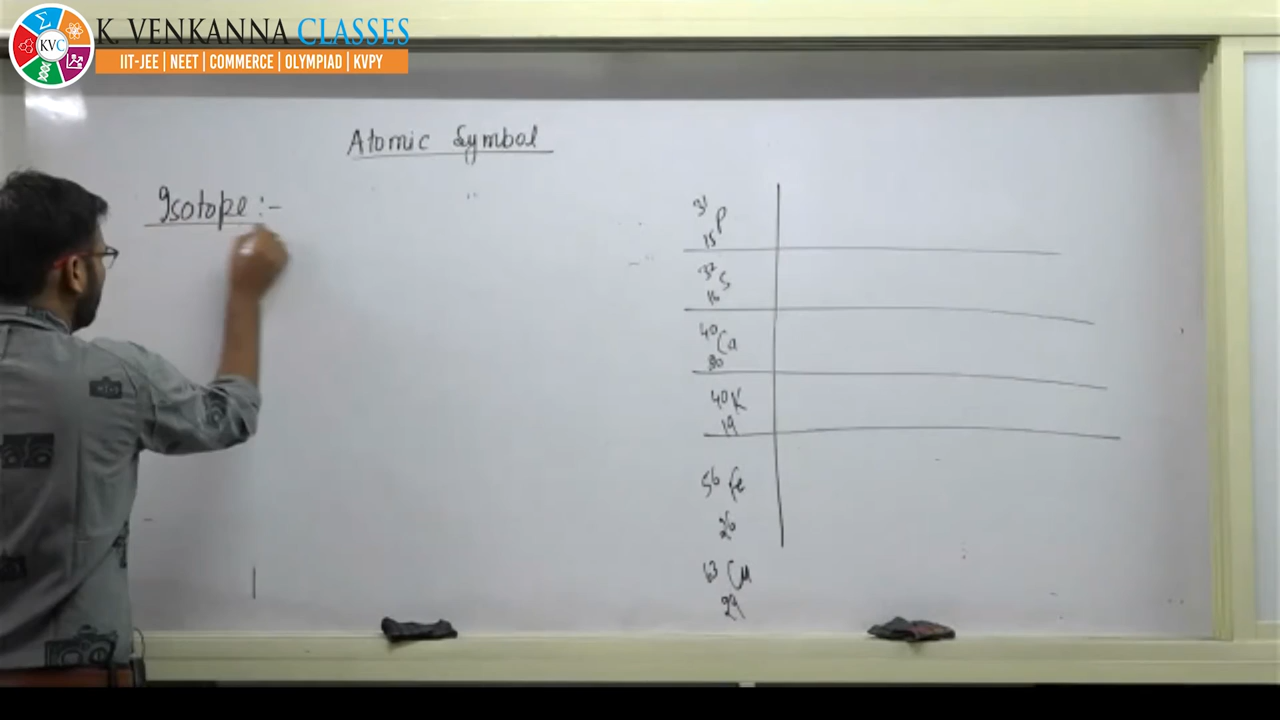 K. VENKANNA CLASSES
KVC
IIT-JEE | NEET | COMMERCE | OLYMPIAD | KVPY
Atomic Symbol
Isotope :-
31
P
15
32
S
16
40
Ca
20
40
K
19
56
Fe
26
63
Cu
29